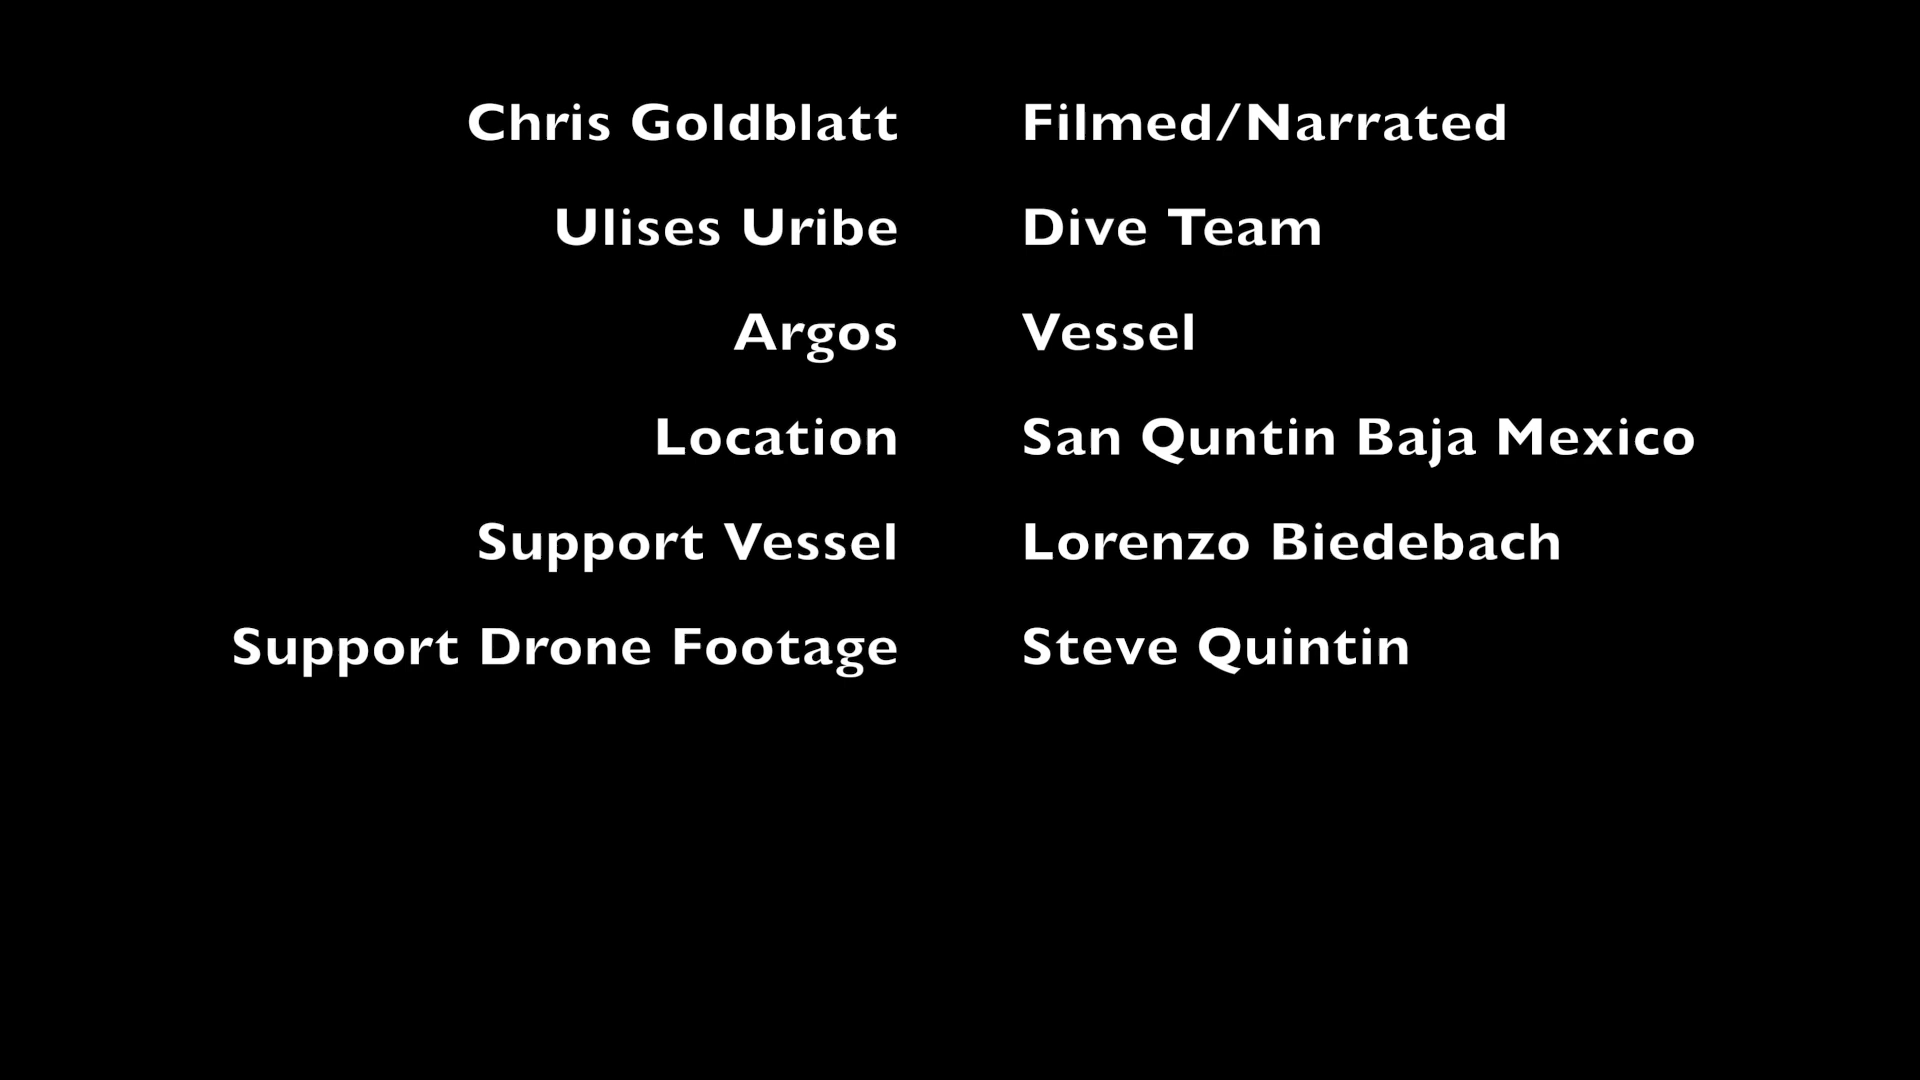 Chris Goldblatt Filmed/Narrated
Ulises Uribe Dive Team
Argos Vessel
Location San Quntin Baja Mexico
Support Vessel Lorenzo Biedebach
Support Drone Footage Steve Quintin